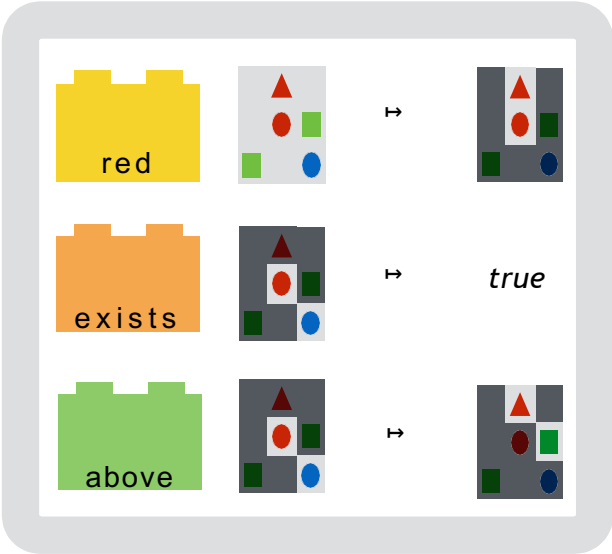 red ↦
exists ↦ true
above ↦